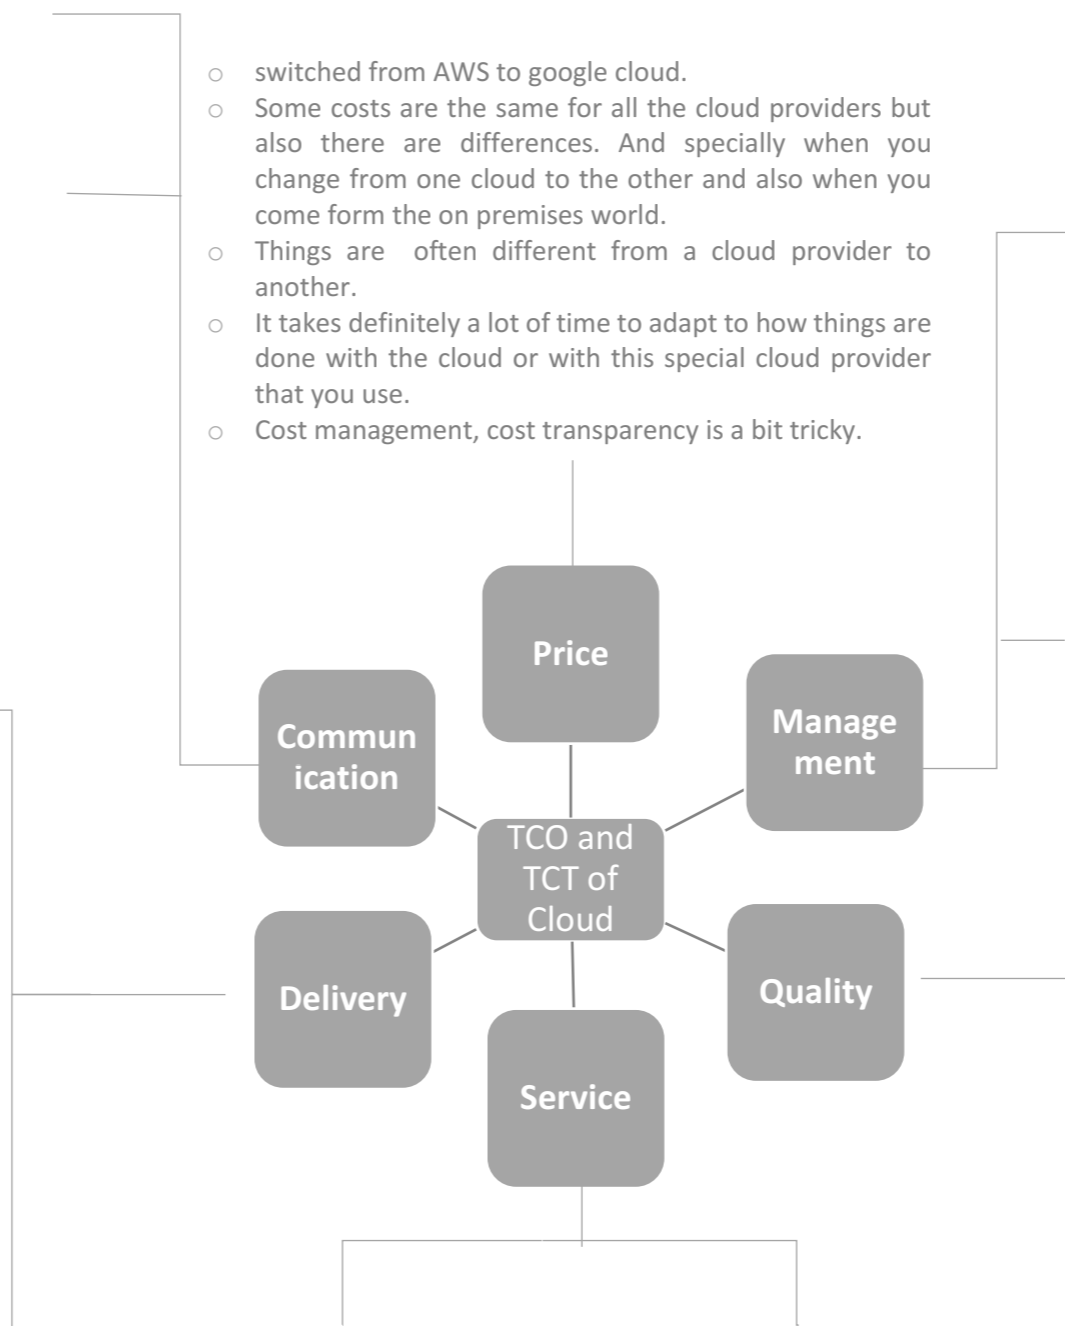 switched from AWS to google cloud.
Some costs are the same for all the cloud providers but
also there are differences. And specially when you
change from one cloud to the other and also when you
come form the on premises world.
Things are often different from a cloud provider to
another.
It takes definitely a lot of time to adapt to how things are
done with the cloud or with this special cloud provider
that you use.
Cost management, cost transparency is a bit tricky.
Price
Manage
ment
Commun
ication
TCO and
TCT of
Cloud
Delivery
Quality
Service